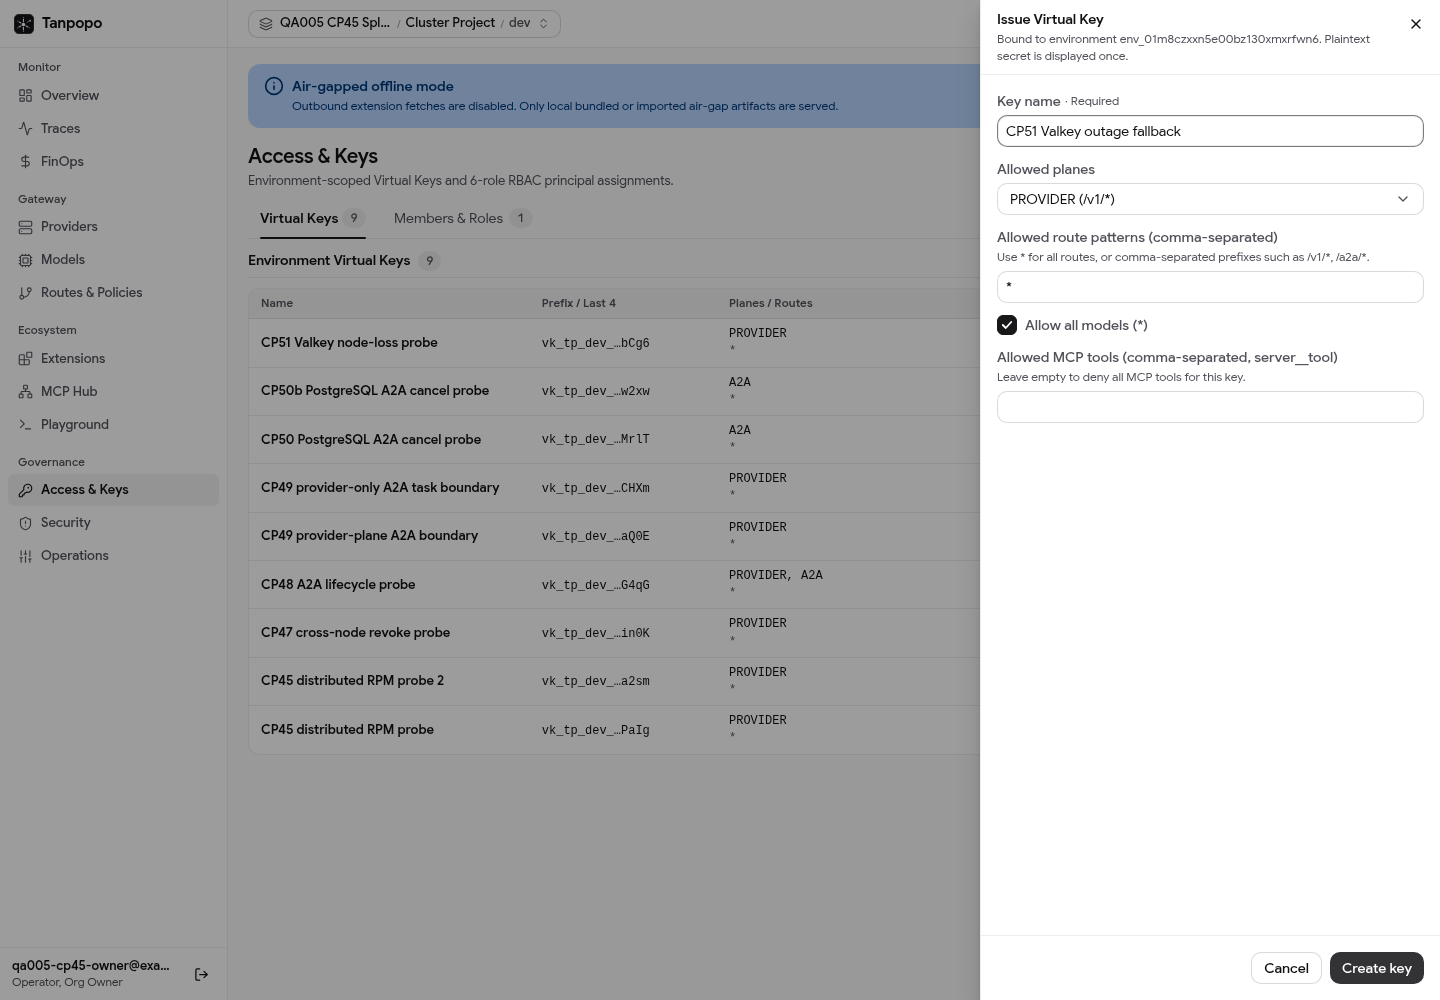 Tanpopo
Monitor
Overview
Traces
FinOps
Gateway
Providers
Models
Routes & Policies
Ecosystem
Extensions
MCP Hub
Playground
Governance
Access & Keys
Security
Operations
qa005-cp45-owner@exa...
Operator, Org Owner
QA005 CP45 Spl... / Cluster Project / dev
Air-gapped offline mode
Outbound extension fetches are disabled. Only local bundled or imported air-gap artifacts are served.
Access & Keys
Environment-scoped Virtual Keys and 6-role RBAC principal assignments.
Virtual Keys 9 Members & Roles 1
Environment Virtual Keys 9
Name Prefix / Last 4 Planes / Routes
CP51 Valkey node-loss probe vk_tp_dev_…bCg6 PROVIDER
*
CP50b PostgreSQL A2A cancel probe vk_tp_dev_…w2xw A2A
*
CP50 PostgreSQL A2A cancel probe vk_tp_dev_…MrlT A2A
*
CP49 provider-only A2A task boundary vk_tp_dev_…CHXm PROVIDER
*
CP49 provider-plane A2A boundary vk_tp_dev_…aQ0E PROVIDER
*
CP48 A2A lifecycle probe vk_tp_dev_…G4qG PROVIDER, A2A
*
CP47 cross-node revoke probe vk_tp_dev_…in0K PROVIDER
*
CP45 distributed RPM probe 2 vk_tp_dev_…a2sm PROVIDER
*
CP45 distributed RPM probe vk_tp_dev_…PaIg PROVIDER
*
Issue Virtual Key
Bound to environment env_01m8czxxn5e00bz130xmxrfwn6. Plaintext
secret is displayed once.
Key name · Required
CP51 Valkey outage fallback
Allowed planes
PROVIDER (/v1/*)
Allowed route patterns (comma-separated)
Use * for all routes, or comma-separated prefixes such as /v1/*, /a2a/*.
*
Allow all models (*)
Allowed MCP tools (comma-separated, server__tool)
Leave empty to deny all MCP tools for this key.
Cancel Create key